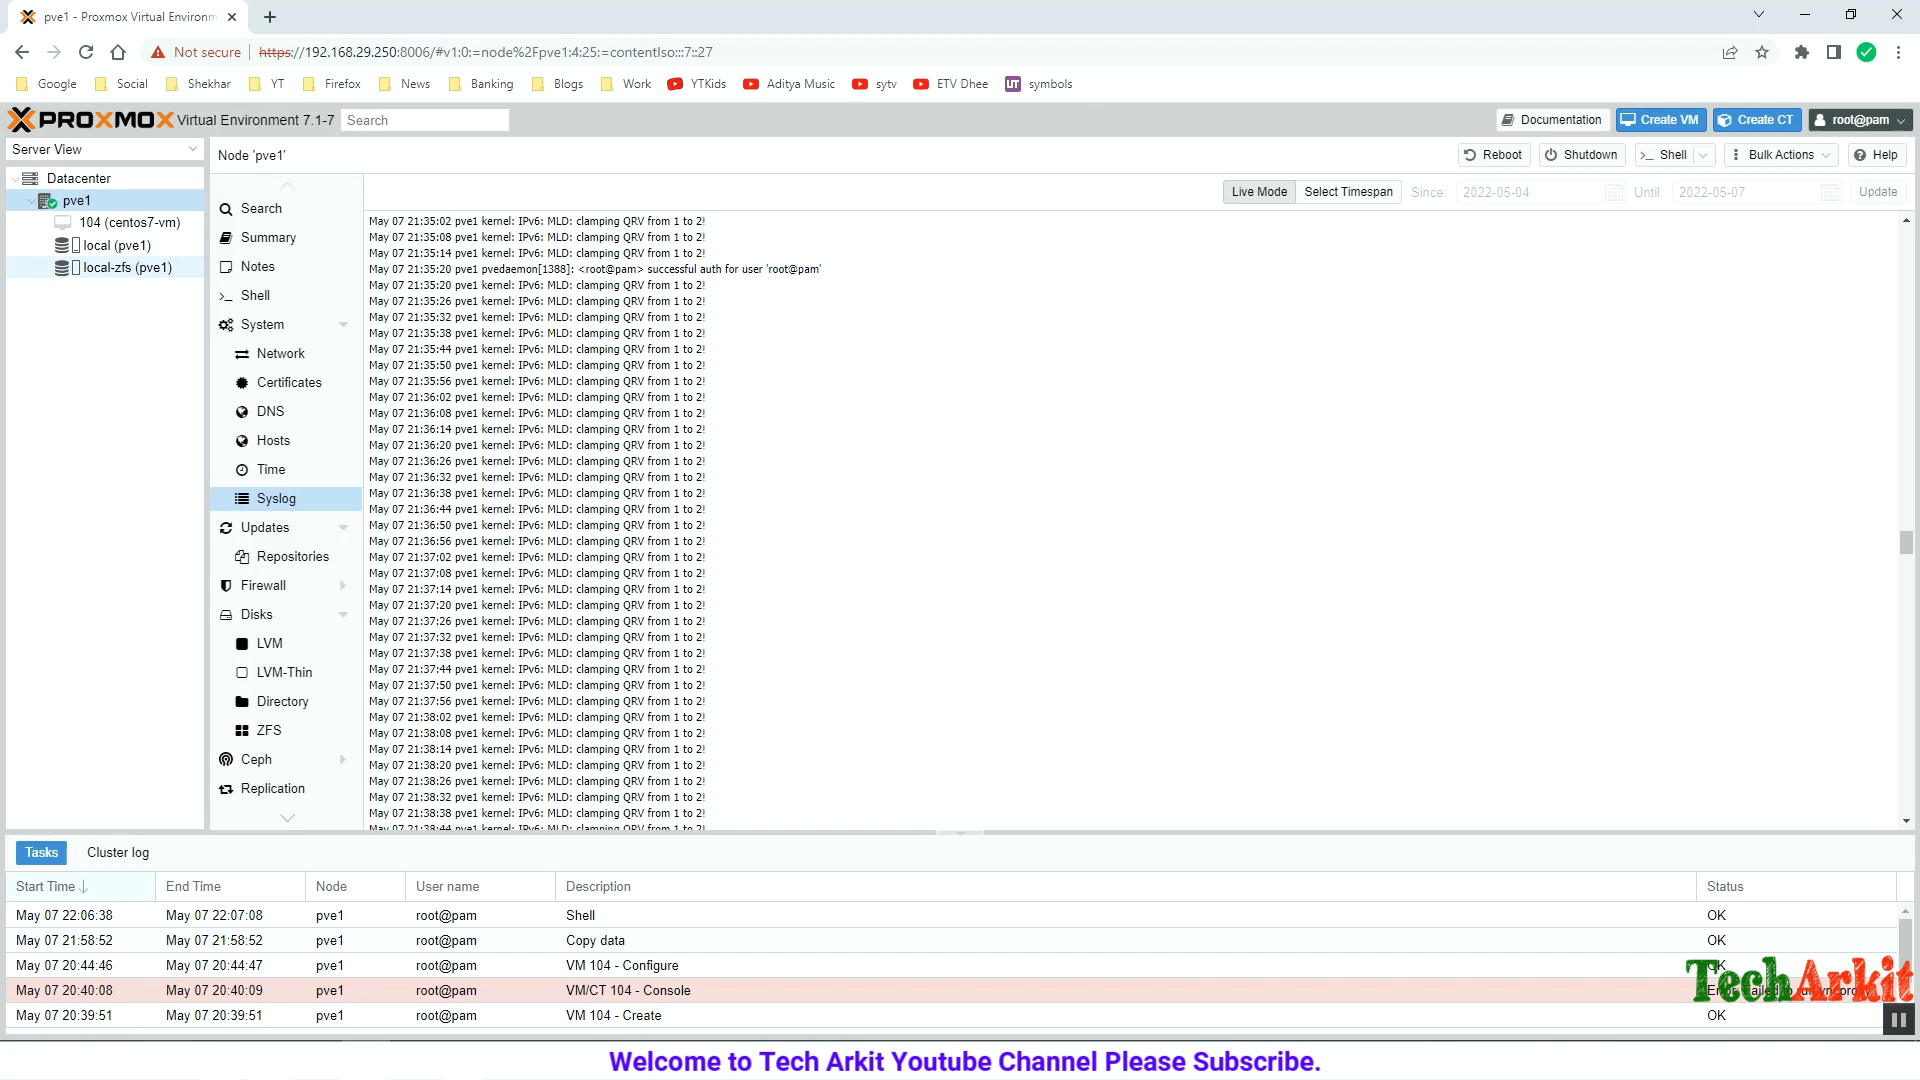 pve1 - Proxmox Virtual Environm
Not secure https://192.168.29.250:8006/#v1:0:=node%2Fpve1:4:25:=contentIso:::7::27
Google Social Shekhar YT Firefox News Banking Blogs Work YTKids Aditya Music sytv ETV Dhee UT symbols
PROXMOX Virtual Environment 7.1-7 Search Documentation Create VM Create CT root@pam
Server View
Datacenter
pve1
104 (centos7-vm)
local (pve1)
local-zfs (pve1)
Node 'pve1' Reboot Shutdown Shell Bulk Actions Help
Live Mode Select Timespan Since: 2022-05-04 Until: 2022-05-07 Update
Search
Summary
Notes
Shell
System
Network
Certificates
DNS
Hosts
Time
Syslog
Updates
Repositories
Firewall
Disks
LVM
LVM-Thin
Directory
ZFS
Ceph
Replication
May 07 21:35:02 pve1 kernel: IPv6: MLD: clamping QRV from 1 to 2!
May 07 21:35:08 pve1 kernel: IPv6: MLD: clamping QRV from 1 to 2!
May 07 21:35:14 pve1 kernel: IPv6: MLD: clamping QRV from 1 to 2!
May 07 21:35:20 pve1 pvedaemon[1388]: <root@pam> successful auth for user 'root@pam'
May 07 21:35:20 pve1 kernel: IPv6: MLD: clamping QRV from 1 to 2!
May 07 21:35:26 pve1 kernel: IPv6: MLD: clamping QRV from 1 to 2!
May 07 21:35:32 pve1 kernel: IPv6: MLD: clamping QRV from 1 to 2!
May 07 21:35:38 pve1 kernel: IPv6: MLD: clamping QRV from 1 to 2!
May 07 21:35:44 pve1 kernel: IPv6: MLD: clamping QRV from 1 to 2!
May 07 21:35:50 pve1 kernel: IPv6: MLD: clamping QRV from 1 to 2!
May 07 21:35:56 pve1 kernel: IPv6: MLD: clamping QRV from 1 to 2!
May 07 21:36:02 pve1 kernel: IPv6: MLD: clamping QRV from 1 to 2!
May 07 21:36:08 pve1 kernel: IPv6: MLD: clamping QRV from 1 to 2!
May 07 21:36:14 pve1 kernel: IPv6: MLD: clamping QRV from 1 to 2!
May 07 21:36:20 pve1 kernel: IPv6: MLD: clamping QRV from 1 to 2!
May 07 21:36:26 pve1 kernel: IPv6: MLD: clamping QRV from 1 to 2!
May 07 21:36:32 pve1 kernel: IPv6: MLD: clamping QRV from 1 to 2!
May 07 21:36:38 pve1 kernel: IPv6: MLD: clamping QRV from 1 to 2!
May 07 21:36:44 pve1 kernel: IPv6: MLD: clamping QRV from 1 to 2!
May 07 21:36:50 pve1 kernel: IPv6: MLD: clamping QRV from 1 to 2!
May 07 21:36:56 pve1 kernel: IPv6: MLD: clamping QRV from 1 to 2!
May 07 21:37:02 pve1 kernel: IPv6: MLD: clamping QRV from 1 to 2!
May 07 21:37:08 pve1 kernel: IPv6: MLD: clamping QRV from 1 to 2!
May 07 21:37:14 pve1 kernel: IPv6: MLD: clamping QRV from 1 to 2!
May 07 21:37:20 pve1 kernel: IPv6: MLD: clamping QRV from 1 to 2!
May 07 21:37:26 pve1 kernel: IPv6: MLD: clamping QRV from 1 to 2!
May 07 21:37:32 pve1 kernel: IPv6: MLD: clamping QRV from 1 to 2!
May 07 21:37:38 pve1 kernel: IPv6: MLD: clamping QRV from 1 to 2!
May 07 21:37:44 pve1 kernel: IPv6: MLD: clamping QRV from 1 to 2!
May 07 21:37:50 pve1 kernel: IPv6: MLD: clamping QRV from 1 to 2!
May 07 21:37:56 pve1 kernel: IPv6: MLD: clamping QRV from 1 to 2!
May 07 21:38:02 pve1 kernel: IPv6: MLD: clamping QRV from 1 to 2!
May 07 21:38:08 pve1 kernel: IPv6: MLD: clamping QRV from 1 to 2!
May 07 21:38:14 pve1 kernel: IPv6: MLD: clamping QRV from 1 to 2!
May 07 21:38:20 pve1 kernel: IPv6: MLD: clamping QRV from 1 to 2!
May 07 21:38:26 pve1 kernel: IPv6: MLD: clamping QRV from 1 to 2!
May 07 21:38:32 pve1 kernel: IPv6: MLD: clamping QRV from 1 to 2!
May 07 21:38:38 pve1 kernel: IPv6: MLD: clamping QRV from 1 to 2!
May 07 21:38:44 pve1 kernel: IPv6: MLD: clamping QRV from 1 to 2!
Tasks Cluster log
Start Time End Time Node User name Description Status
May 07 22:06:38 May 07 22:07:08 pve1 root@pam Shell OK
May 07 21:58:52 May 07 21:58:52 pve1 root@pam Copy data OK
May 07 20:44:46 May 07 20:44:47 pve1 root@pam VM 104 - Configure OK
May 07 20:40:08 May 07 20:40:09 pve1 root@pam VM/CT 104 - Console
May 07 20:39:51 May 07 20:39:51 pve1 root@pam VM 104 - Create OK
TechArkit
Welcome to Tech Arkit Youtube Channel Please Subscribe.